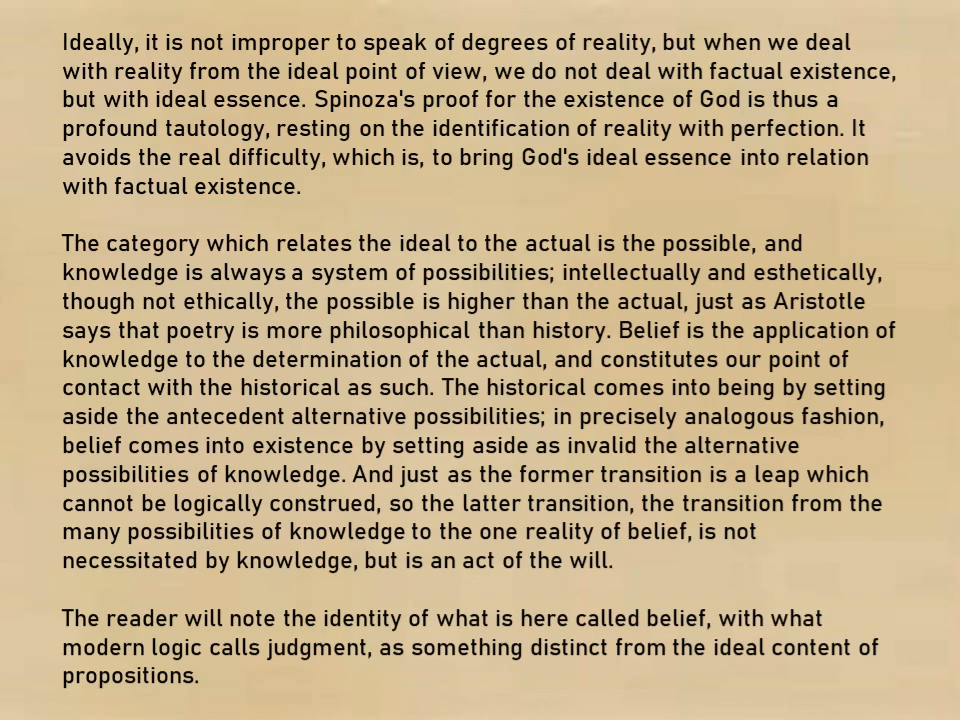 Ideally, it is not improper to speak of degrees of reality, but when we deal
with reality from the ideal point of view, we do not deal with factual existence,
but with ideal essence. Spinoza's proof for the existence of God is thus a
profound tautology, resting on the identification of reality with perfection. It
avoids the real difficulty, which is, to bring God's ideal essence into relation
with factual existence.
The category which relates the ideal to the actual is the possible, and
knowledge is always a system of possibilities; intellectually and esthetically,
though not ethically, the possible is higher than the actual, just as Aristotle
says that poetry is more philosophical than history. Belief is the application of
knowledge to the determination of the actual, and constitutes our point of
contact with the historical as such. The historical comes into being by setting
aside the antecedent alternative possibilities; in precisely analogous fashion,
belief comes into existence by setting aside as invalid the alternative
possibilities of knowledge. And just as the former transition is a leap which
cannot be logically construed, so the latter transition, the transition from the
many possibilities of knowledge to the one reality of belief, is not
necessitated by knowledge, but is an act of the will.
The reader will note the identity of what is here called belief, with what
modern logic calls judgment, as something distinct from the ideal content of
propositions.